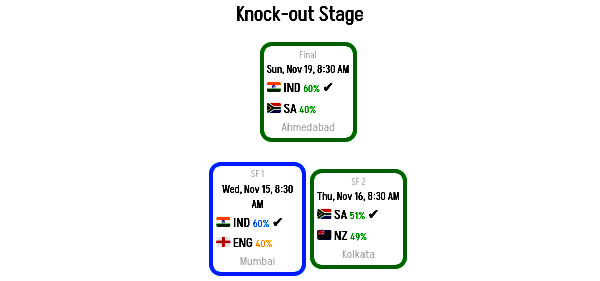 Knock-out Stage
Final
Sun, Nov 19, 8:30 AM
IND 60% ✔
SA 40%
Ahmedabad
SF 1
Wed, Nov 15, 8:30
AM
IND 60% ✔
ENG 40%
Mumbai
SF 2
Thu, Nov 16, 8:30 AM
SA 51% ✔
NZ 49%
Kolkata